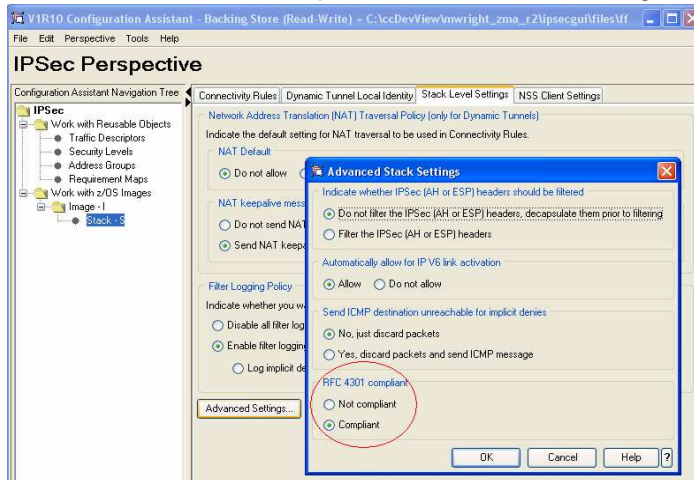 V1R10 Configuration Assistant - Backing Store (Read-Write) = C:\ccDevView\mwright_zma_r2\ipsecgui\files\ff
File Edit Perspective Tools Help
IPSec Perspective
Configuration Assistant Navigation Tree
IPSec
Work with Reusable Objects
Traffic Descriptors
Security Levels
Address Groups
Requirement Maps
Work with z/OS Images
Image - I
Stack - S
Connectivity Rules Dynamic Tunnel Local Identity Stack Level Settings NSS Client Settings
Network Address Translation (NAT) Traversal Policy (only for Dynamic Tunnels)
Indicate the default setting for NAT traversal to be used in Connectivity Rules.
NAT Default
Do not allow
NAT keepalive mess
Do not send NAT
Send NAT keepa
Filter Logging Policy
Indicate whether you w
Disable all filter log
Enable filter logging
Log implicit de
Advanced Settings...
Advanced Stack Settings
Indicate whether IPSec (AH or ESP) headers should be filtered
Do not filter the IPSec (AH or ESP) headers, decapsulate them prior to filtering
Filter the IPSec (AH or ESP) headers
Automatically allow for IP V6 link activation
Allow Do not allow
Send ICMP destination unreachable for implicit denies
No, just discard packets
Yes, discard packets and send ICMP message
RFC 4301 compliant
Not compliant
Compliant
OK Cancel Help ?